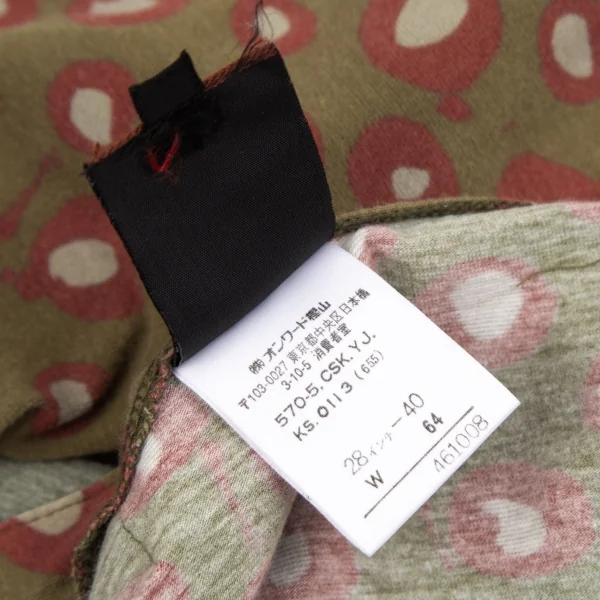 ㈱オンワード樫山
〒103-0027 東京都中央区日本橋
3-10-5 消費者室
570-5.CSK.YJ.
KS.0113(655)
28インチ-40
W 64
461008